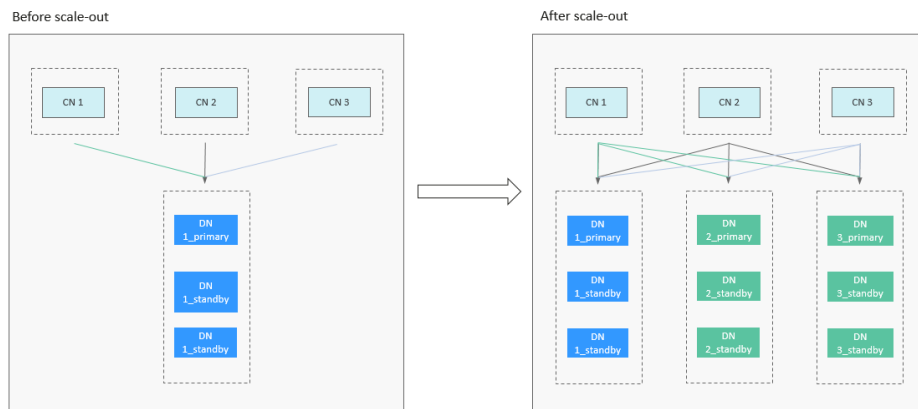 Before scale-out
After scale-out
CN 1
CN 2
CN 3
CN 1
CN 2
CN 3
DN
1_primary
DN
1_standby
DN
1_standby
DN
1_primary
DN
2_primary
DN
3_primary
DN
1_standby
DN
2_standby
DN
3_standby
DN
1_standby
DN
2_standby
DN
3_standby